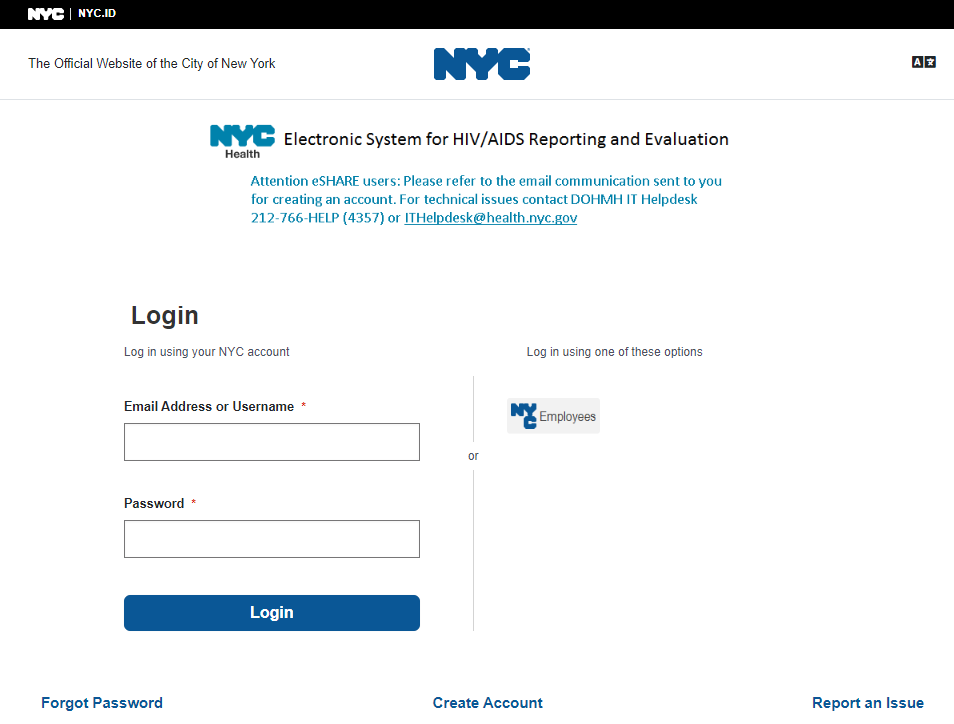 NYC | NYC.ID
The Official Website of the City of New York
NYC
A
NYC
Health
Electronic System for HIV/AIDS Reporting and Evaluation
Attention eSHARE users: Please refer to the email communication sent to you
for creating an account. For technical issues contact DOHMH IT Helpdesk
212-766-HELP (4357) or ITHelpdesk@health.nyc.gov
Login
Log in using your NYC account
Log in using one of these options
Email Address or Username *
NYC Employees
or
Password *
Login
Forgot Password
Create Account
Report an Issue